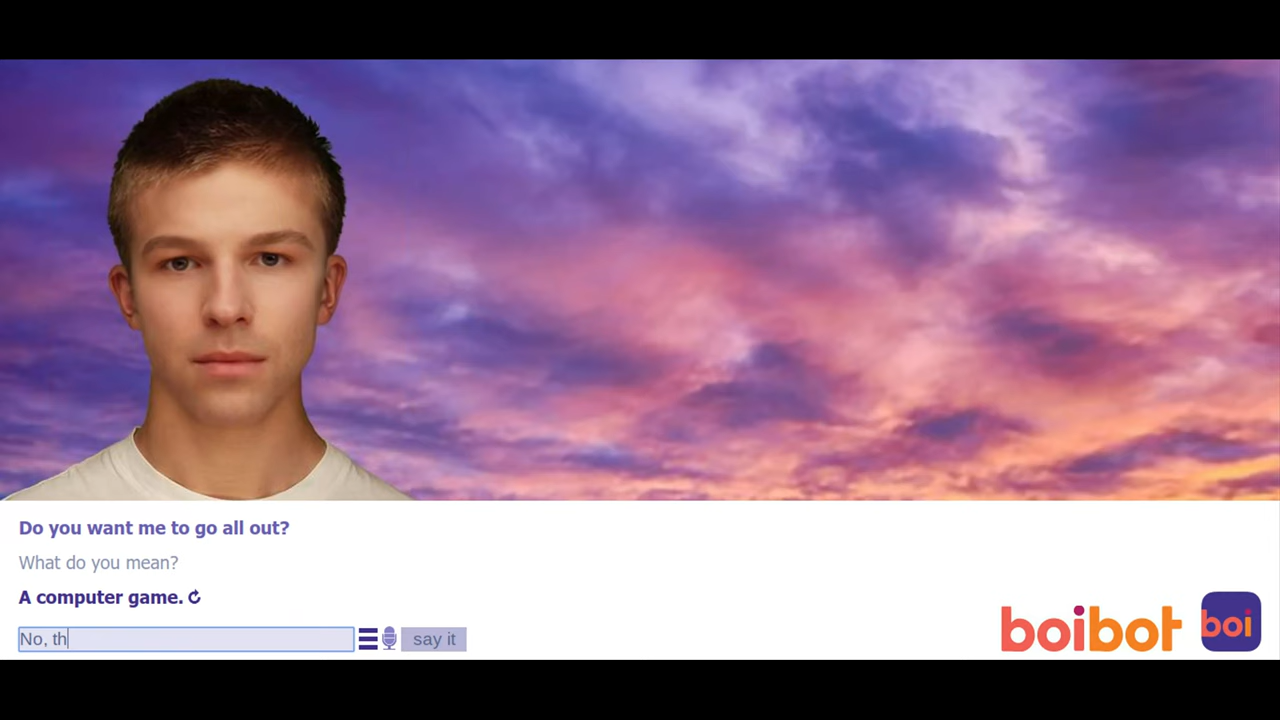 Do you want me to go all out?
What do you mean?
A computer game.
No, th
say it
boibot
boi